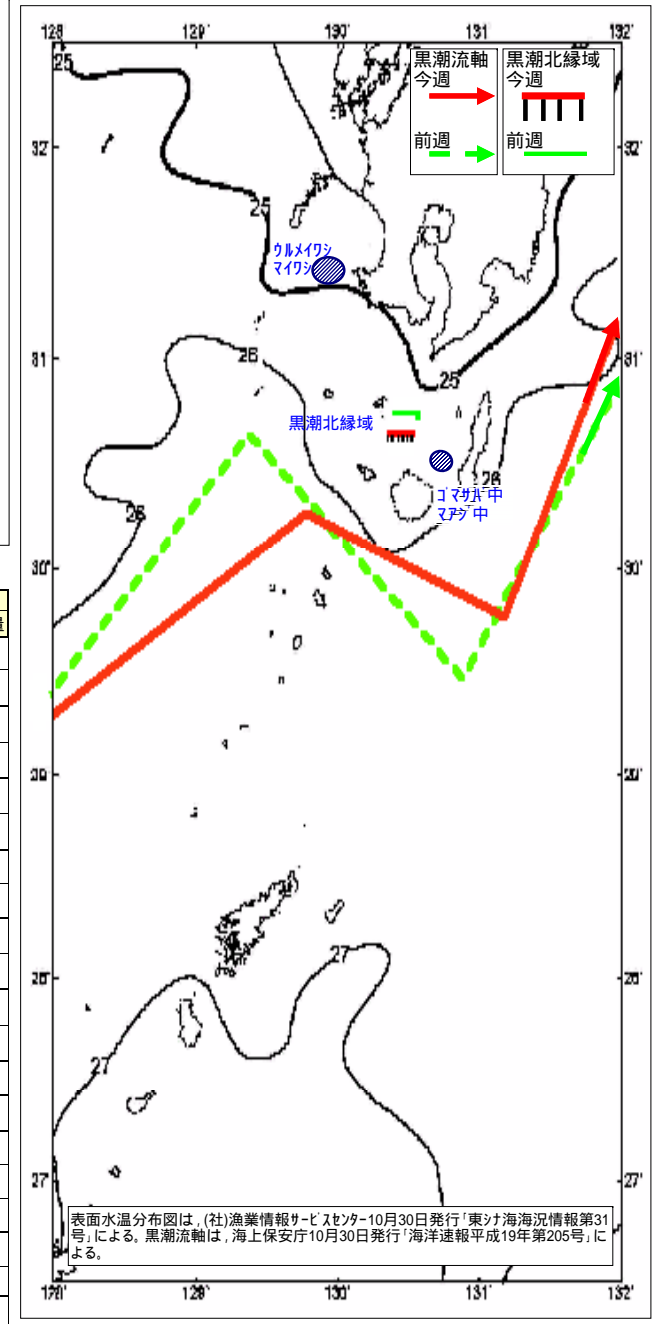 128 129' 130' 131' 132'
黒潮流軸 黒潮北縁域
今週 今週
前週 前週
25
32' 32'
25
ウルメイワシ
マイワシ
31' 31'
26 25
黒潮北縁域
26
ゴマサバ中
マアジ 中
26
30' 30'
29 29'
27
28' 28'
27
27' 27'
表面水温分布図は,(社)漁業情報サービスセンター10月30日発行「東シナ海海況情報第31
号」による。黒潮流軸は,海上保安庁10月30日発行「海洋速報平成19年第205号」に
よる。
128' 129' 130' 131' 132'